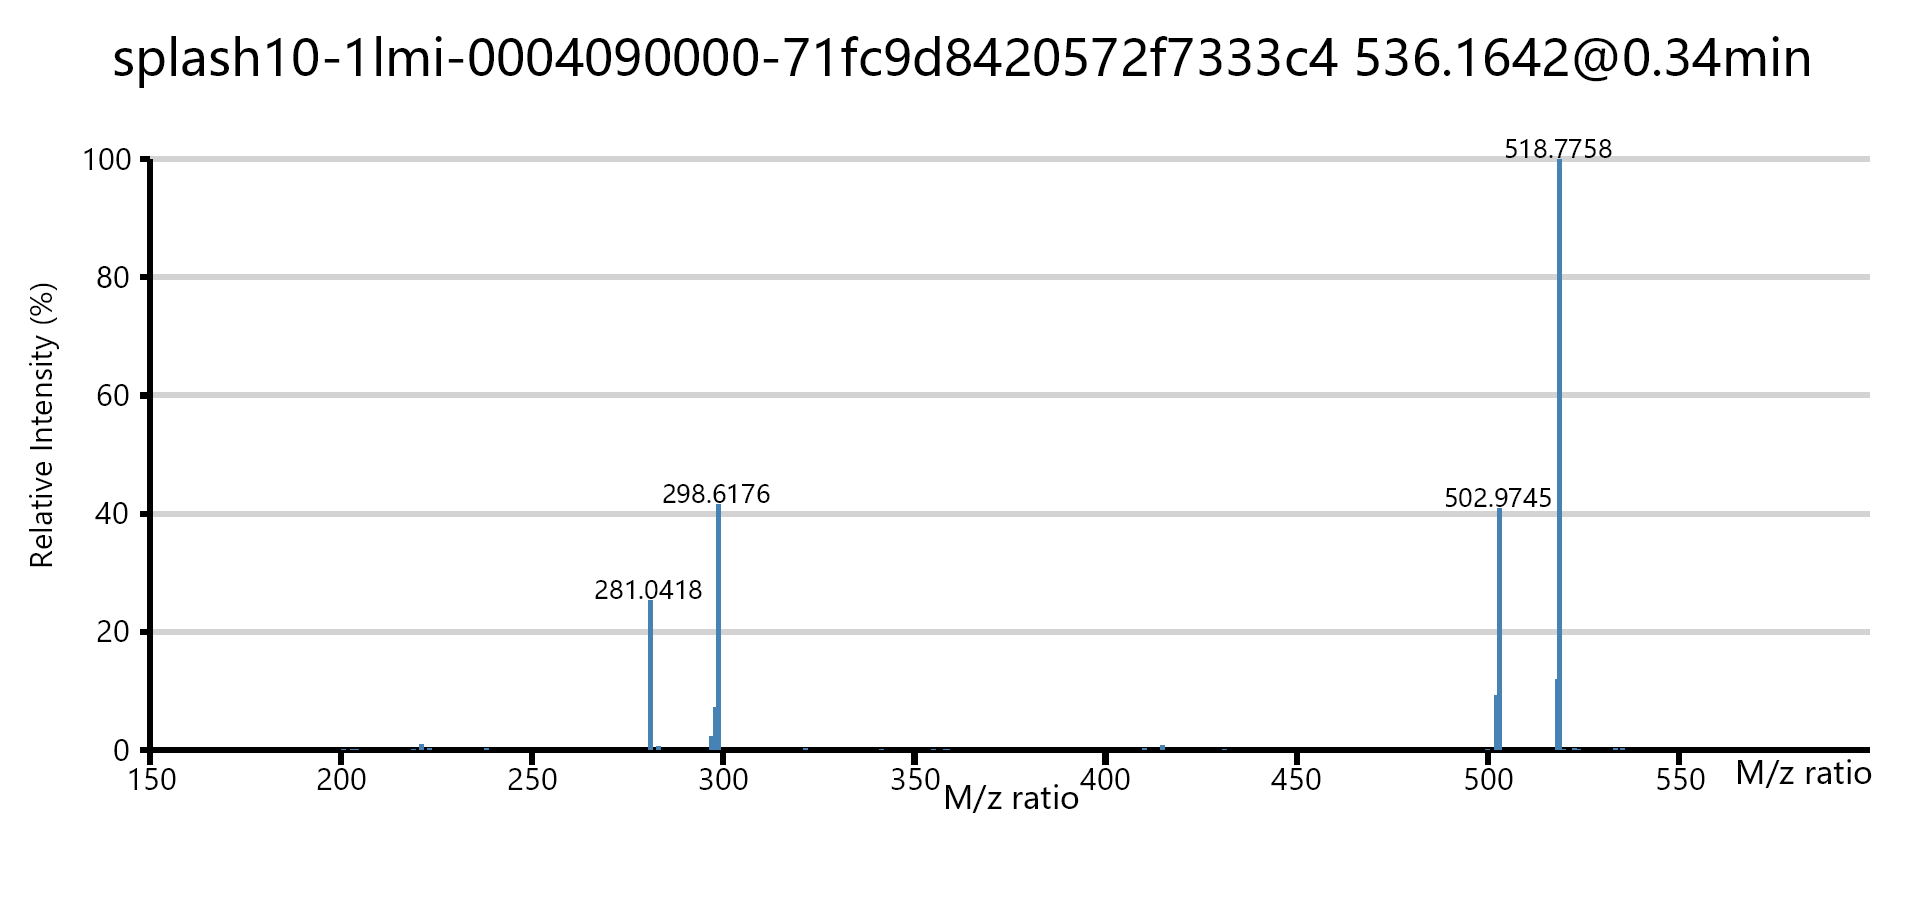 splash10-1lmi-0004090000-71fc9d8420572f7333c4 536.1642@0.34min
518.7758
100
80
Relative Intensity (%)
60
298.6176
502.9745
40
281.0418
20
0
150 200 250 300 350 400 450 500 550 M/z ratio
M/z ratio